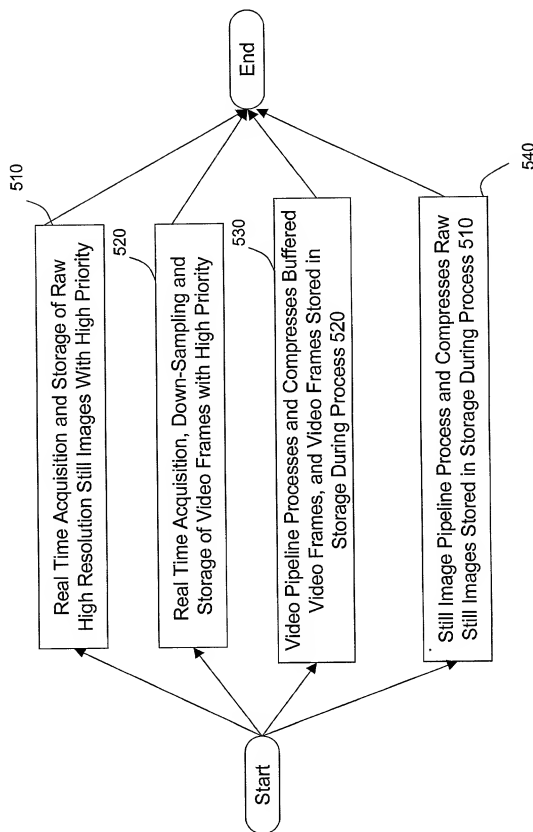 Start
510
Real Time Acquisition and Storage of Raw
High Resolution Still Images With High Priority
520
Real Time Acquisition, Down-Sampling and
Storage of Video Frames with High Priority
530
Video Pipeline Processes and Compresses Buffered
Video Frames, and Video Frames Stored in
Storage During Process 520
540
Still Image Pipeline Process and Compresses Raw
Still Images Stored in Storage During Process 510
End